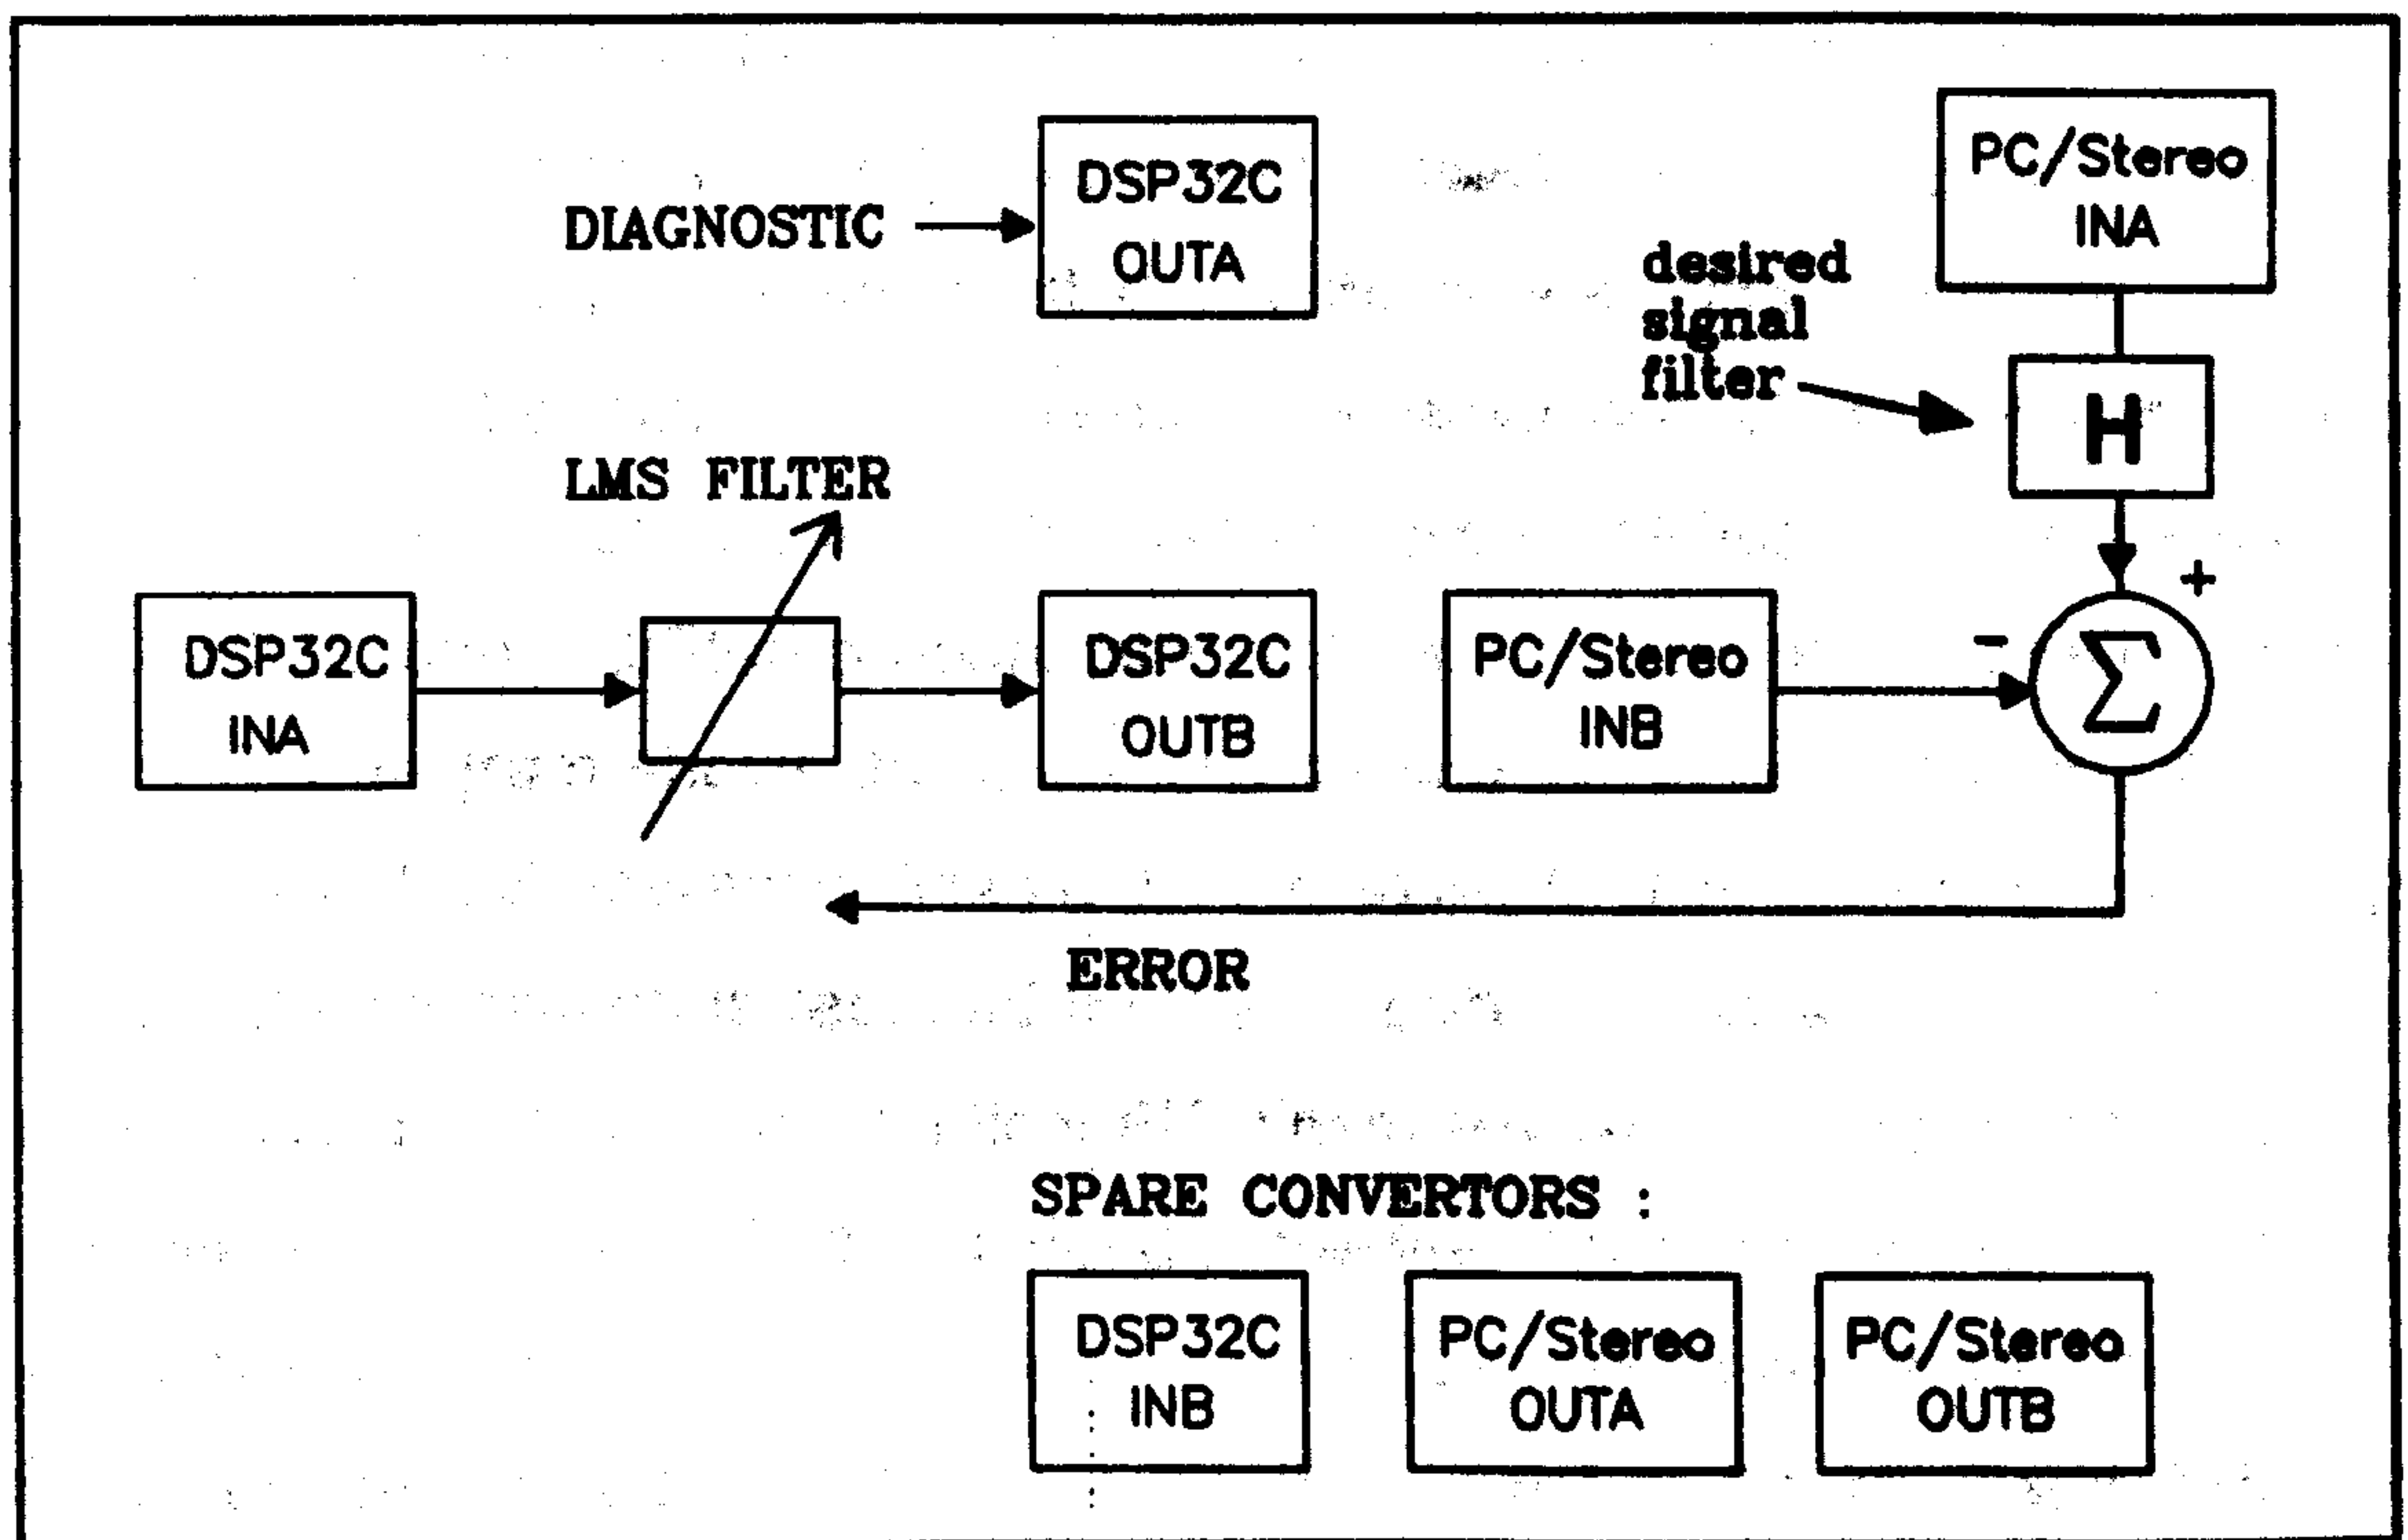 DIAGNOSTIC
DSP32C
OUTA
PC/Stereo
INA
desired
signal
filter
H
LMS FILTER
+
-
DSP32C
INA
DSP32C
OUTB
PC/Stereo
INB
Σ
ERROR
SPARE CONVERTORS :
DSP32C
INB
PC/Stereo
OUTA
PC/Stereo
OUTB